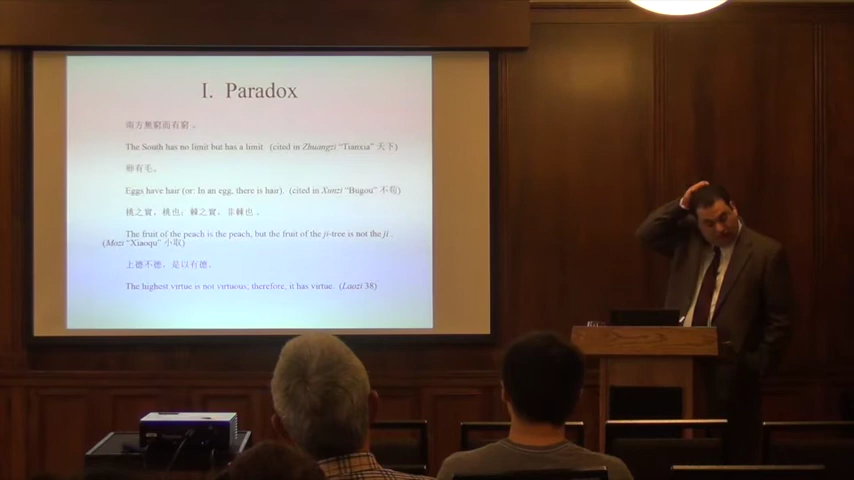 I. Paradox
南方無窮而有窮。
The South has no limit but has a limit. (cited in Zhuangzi "Tianxia" 天下)
卵有毛。
Eggs have hair (or: In an egg, there is hair). (cited in Xunzi "Bugou" 不苟)
桃之實，桃也；棘之實，非棘也。
The fruit of the peach is the peach, but the fruit of the ji-tree is not the ji .
(Mozi "Xiaoqu" 小取)
上德不德，是以有德。
The highest virtue is not virtuous; therefore, it has virtue. (Laozi 38)